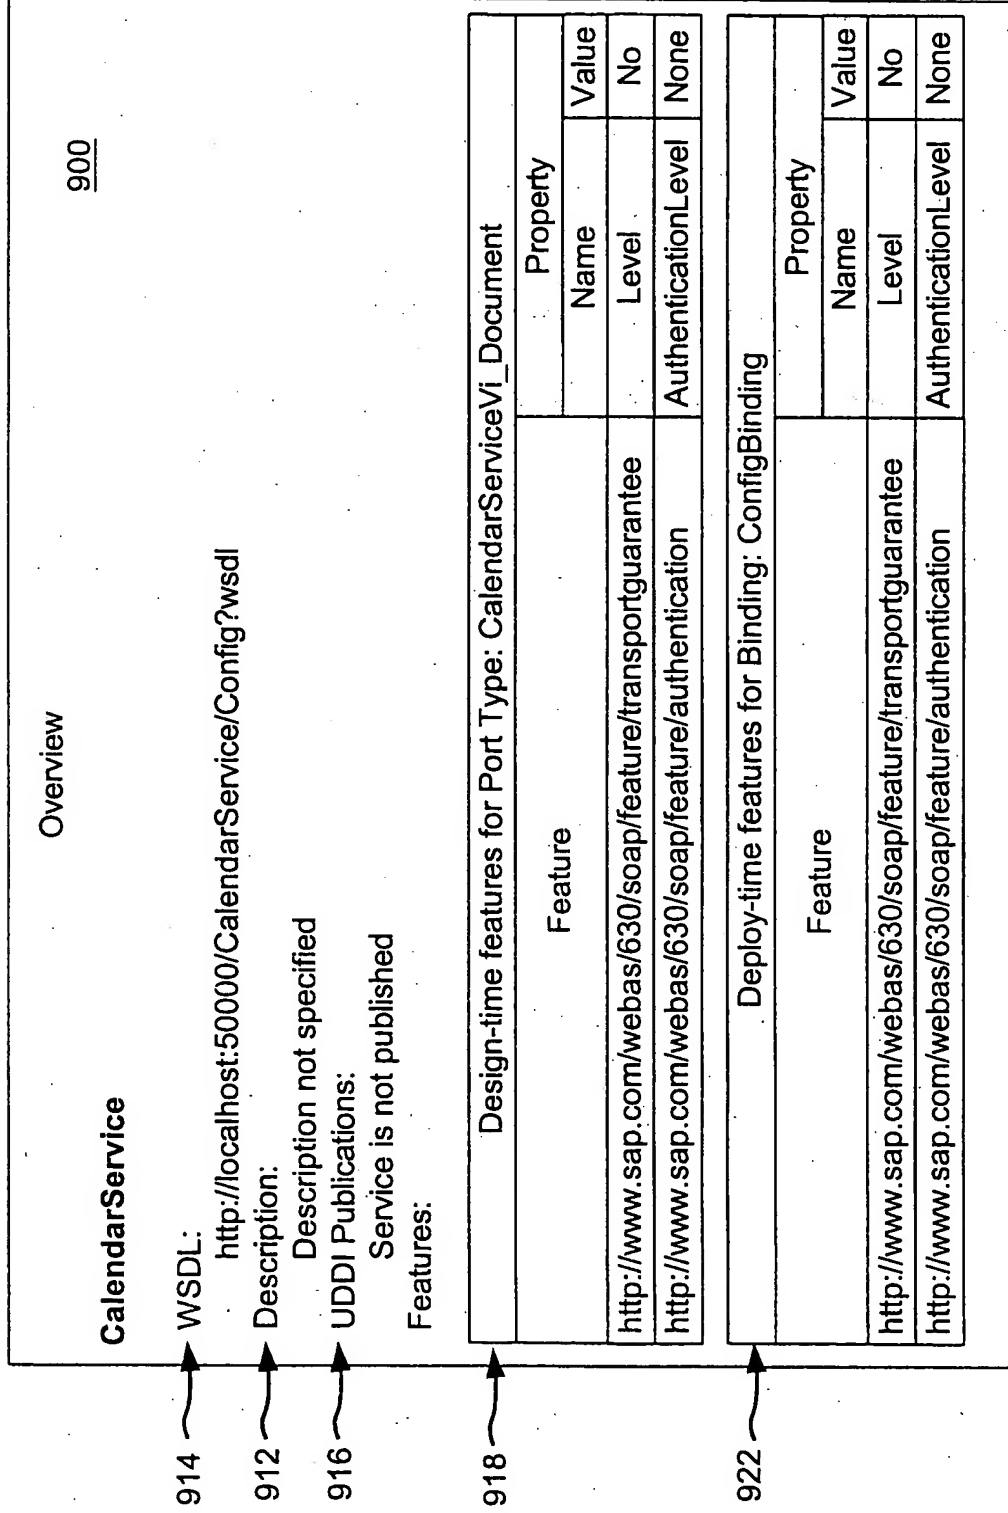 Overview
900
CalendarService
914 WSDL:
http://localhost:50000/CalendarService/Config?wsdl
912 Description:
Description not specified
916 UDDI Publications:
Service is not published
Features:
918
Design-time features for Port Type: CalendarServiceVi_Document
Feature Property
Name Value
http://www.sap.com/webas/630/soap/feature/transportguarantee Level No
http://www.sap.com/webas/630/soap/feature/authentication AuthenticationLevel None
922
Deploy-time features for Binding: ConfigBinding
Feature Property
Name Value
http://www.sap.com/webas/630/soap/feature/transportguarantee Level No
http://www.sap.com/webas/630/soap/feature/authentication AuthenticationLevel None